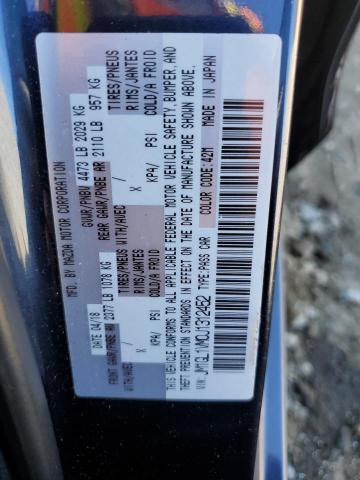 MFD. BY MAZDA MOTOR CORPORATION
DATE 04/18 GVWR/PNBV 4473 LB 2029 KG
FRONT GAWR/PNBE AV 2377 LB 1078 KG REAR GAWR/PNBE AR 2110 LB 957 KG
WITH/AVEC TIRES/PNEUS WITH/AVEC TIRES/PNEUS
X RIMS/JANTES X RIMS/JANTES
KPA/ PSI COLD/A FROID KPA/ PSI COLD/A FROID
THIS VEHICLE CONFORMS TO ALL APPLICABLE FEDERAL MOTOR VEHICLE SAFETY, BUMPER, AND
THEFT PREVENTION STANDARDS IN EFFECT ON THE DATE OF MANUFACTURE SHOWN ABOVE.
MADE IN JAPAN
VIN: JM1GL1WY0J1312452 TYPE: PASS CAR COLOR CODE: 42M